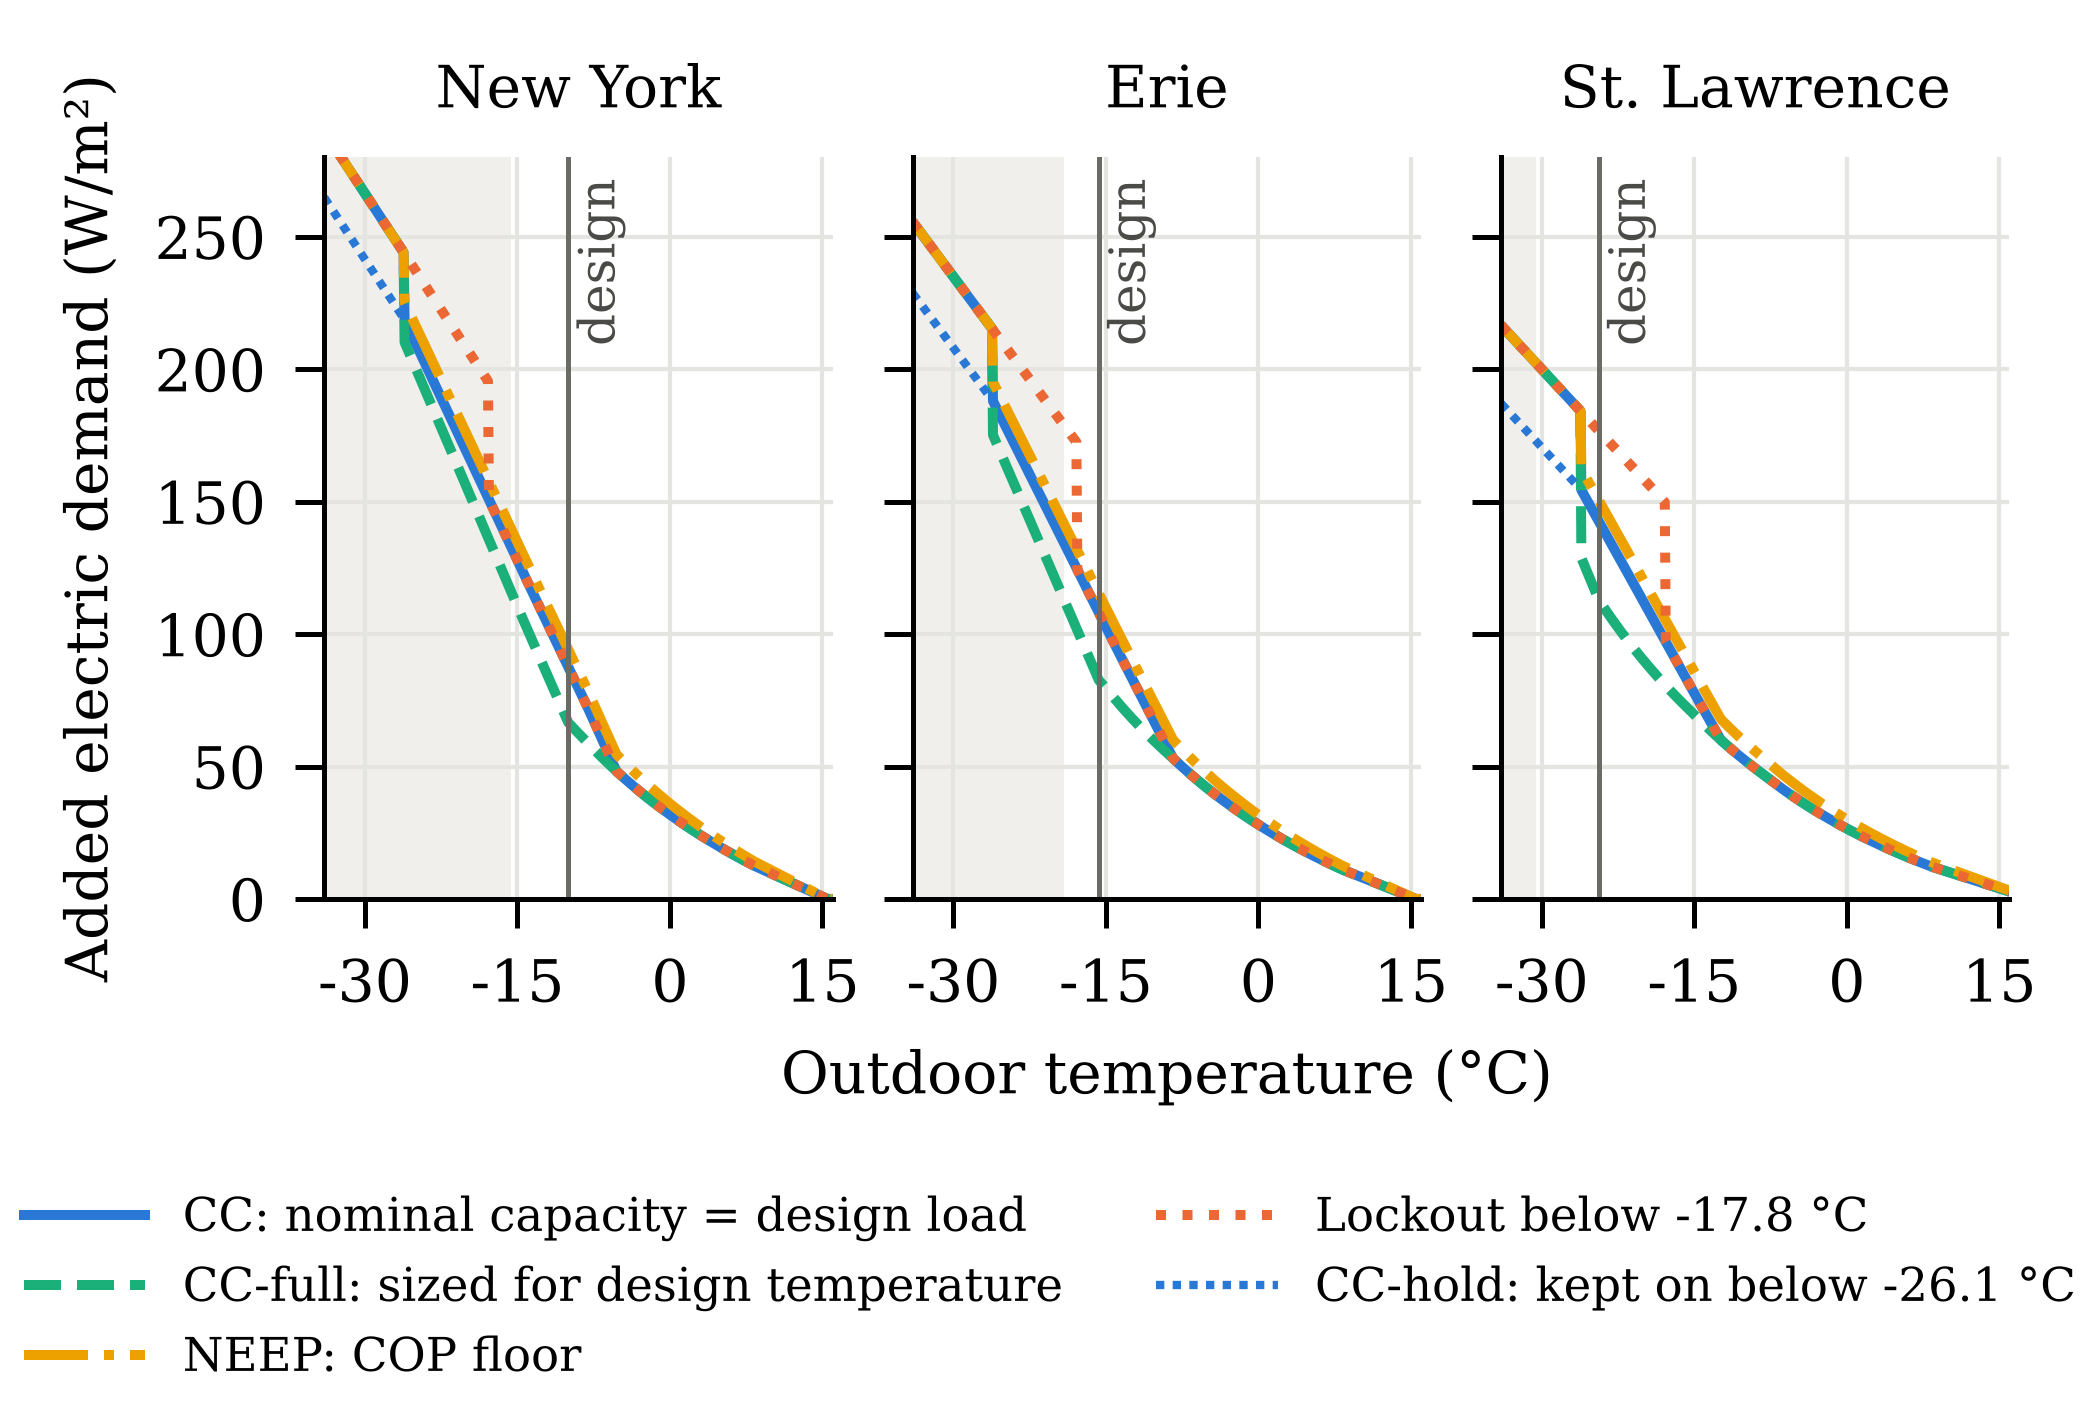 New York
Erie
St. Lawrence
Added electric demand (W/m²)
250
200
150
100
50
0
design
design
design
-30
-15
0
15
-30
-15
0
15
-30
-15
0
15
Outdoor temperature (°C)
CC: nominal capacity = design load
CC-full: sized for design temperature
NEEP: COP floor
Lockout below -17.8 °C
CC-hold: kept on below -26.1 °C